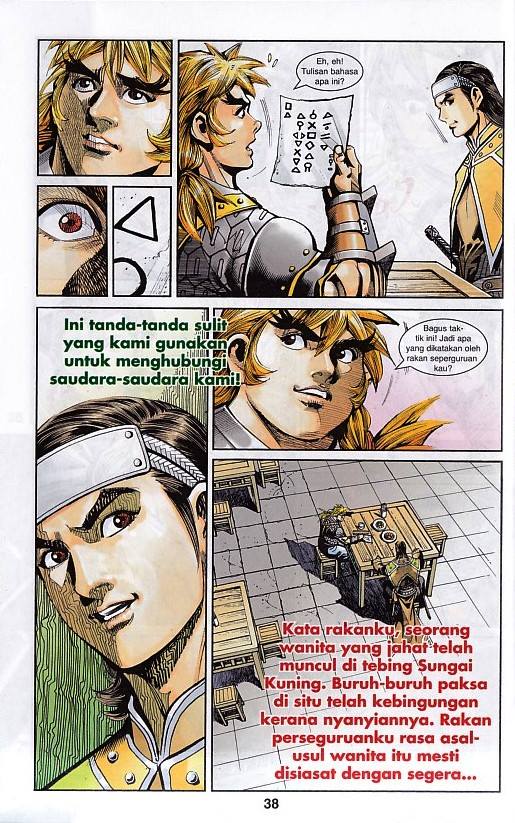 Eh, eh!
Tulisan bahasa
apa ini?
Ini tanda-tanda sulit
yang kami gunakan
untuk menghubungi
saudara-saudara kami!
Bagus tak-
tik ini! Jadi apa
yang dikatakan oleh
rakan seperguruan
kau?
Kata rakanku, seorang
wanita yang jahat telah
muncul di tebing Sungai
Kuning. Buruh-buruh paksa
di situ telah kebingungan
kerana nyanyiannya. Rakan
perseguruanku rasa asal-
usul wanita itu mesti
disiasat dengan segera...
38